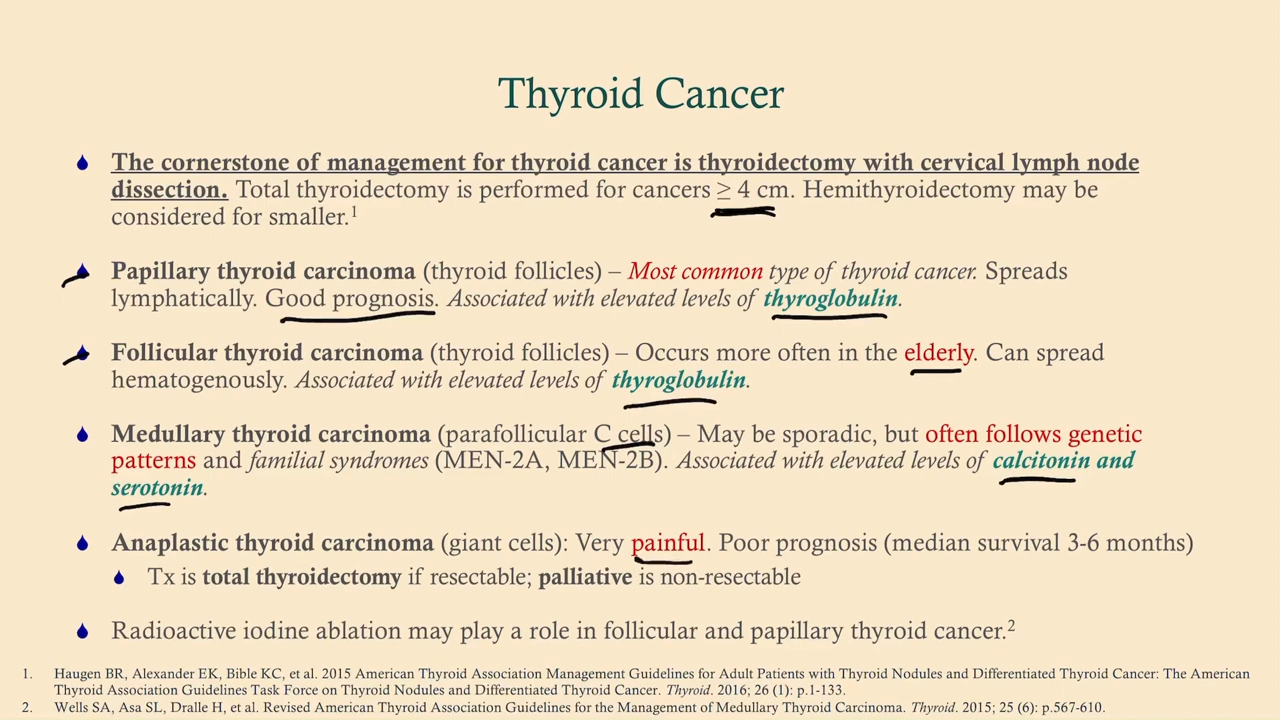 Thyroid Cancer
The cornerstone of management for thyroid cancer is thyroidectomy with cervical lymph node
dissection. Total thyroidectomy is performed for cancers ≥ 4 cm. Hemithyroidectomy may be
considered for smaller.1
Papillary thyroid carcinoma (thyroid follicles) – Most common type of thyroid cancer. Spreads
lymphatically. Good prognosis. Associated with elevated levels of thyroglobulin.
Follicular thyroid carcinoma (thyroid follicles) – Occurs more often in the elderly. Can spread
hematogenously. Associated with elevated levels of thyroglobulin.
Medullary thyroid carcinoma (parafollicular C cells) – May be sporadic, but often follows genetic
patterns and familial syndromes (MEN-2A, MEN-2B). Associated with elevated levels of calcitonin and
serotonin.
Anaplastic thyroid carcinoma (giant cells): Very painful. Poor prognosis (median survival 3-6 months)
Tx is total thyroidectomy if resectable; palliative is non-resectable
Radioactive iodine ablation may play a role in follicular and papillary thyroid cancer.2
1. Haugen BR, Alexander EK, Bible KC, et al. 2015 American Thyroid Association Management Guidelines for Adult Patients with Thyroid Nodules and Differentiated Thyroid Cancer: The American
Thyroid Association Guidelines Task Force on Thyroid Nodules and Differentiated Thyroid Cancer. Thyroid. 2016; 26 (1): p.1-133.
2. Wells SA, Asa SL, Dralle H, et al. Revised American Thyroid Association Guidelines for the Management of Medullary Thyroid Carcinoma. Thyroid. 2015; 25 (6): p.567-610.